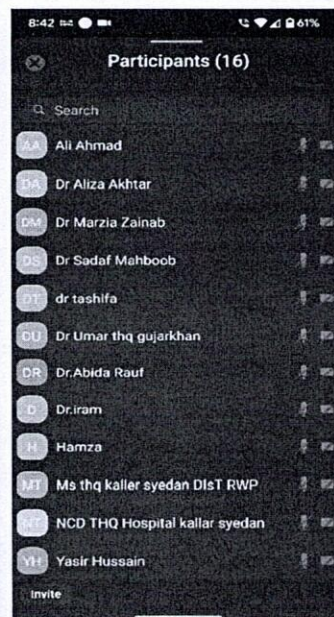 8:42 61%
Participants (16)
Search
AA Ali Ahmad
DA Dr Aliza Akhtar
DM Dr Marzia Zainab
DS Dr Sadaf Mahboob
DT dr tashifa
DU Dr Umar thq gujarkhan
DR Dr.Abida Rauf
D Dr.iram
H Hamza
MT Ms thq kaller syedan DIsT RWP
NT NCD THQ Hospital kallar syedan
YH Yasir Hussain
Invite